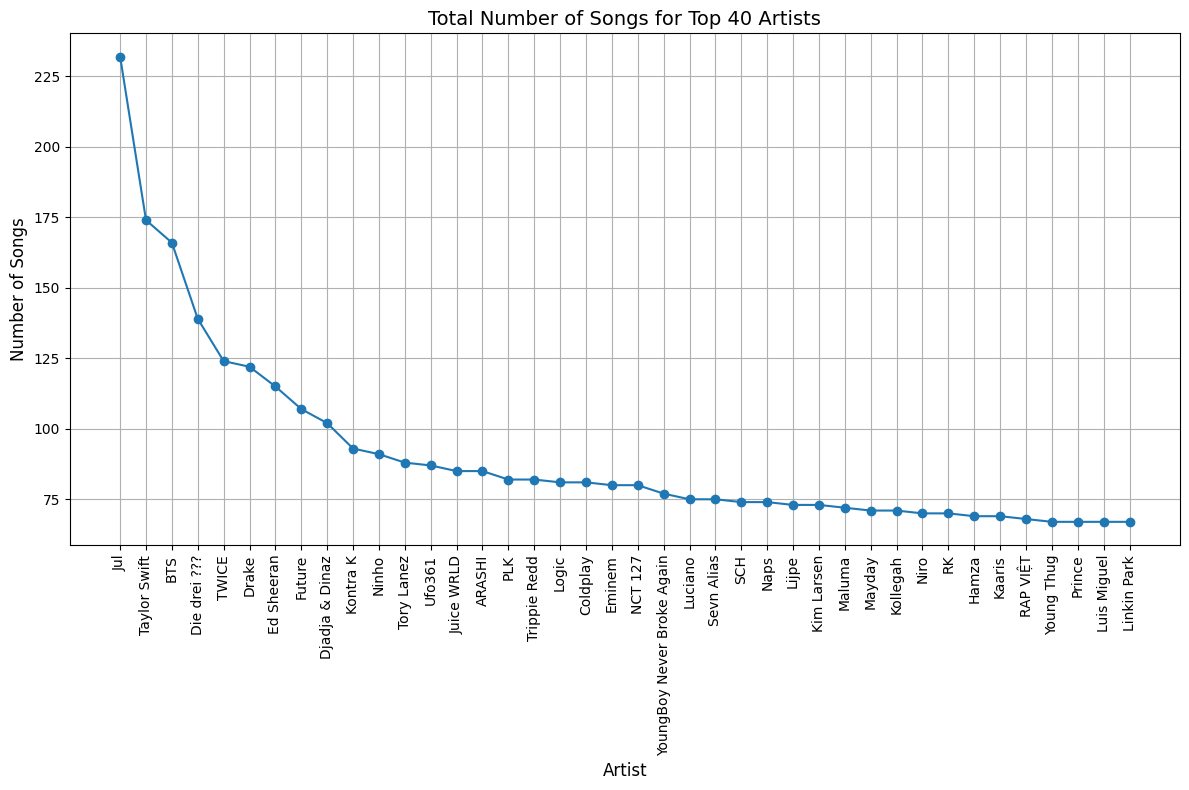 Total Number of Songs for Top 40 Artists
Number of Songs
225
200
175
150
125
100
75
Jul
Taylor Swift
BTS
Die drei ???
TWICE
Drake
Ed Sheeran
Future
Djadja & Dinaz
Kontra K
Ninho
Tory Lanez
Ufo361
Juice WRLD
ARASHI
PLK
Trippie Redd
Logic
Coldplay
Eminem
NCT 127
YoungBoy Never Broke Again
Luciano
Sevn Alias
SCH
Naps
Lijpe
Kim Larsen
Maluma
Mayday
Kollegah
Niro
RK
Hamza
Kaaris
RAP VIỆT
Young Thug
Prince
Luis Miguel
Linkin Park
Artist